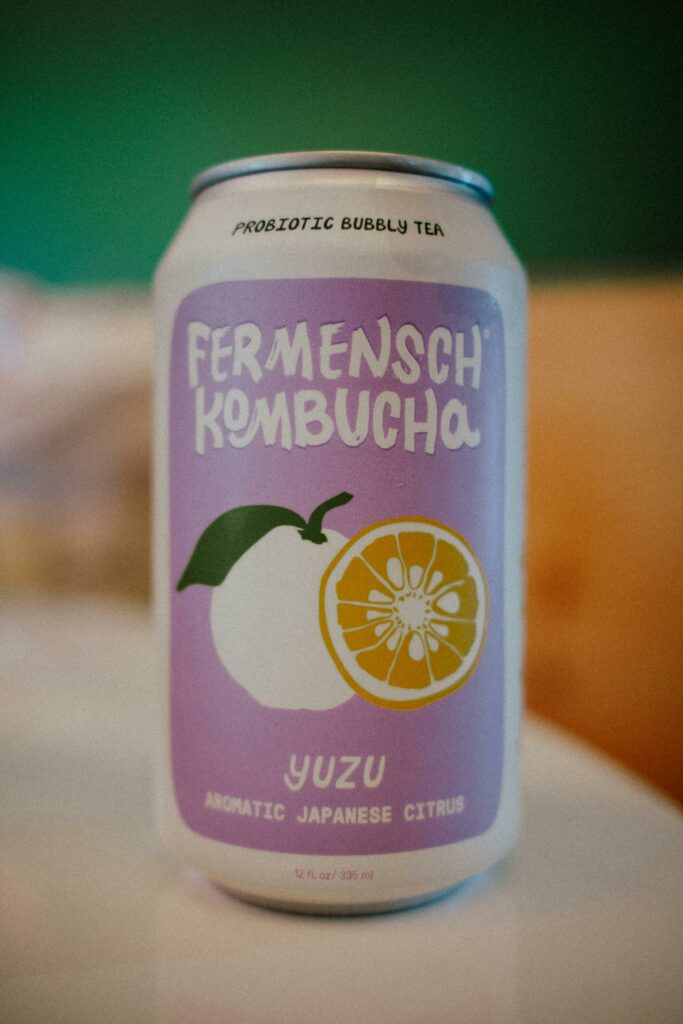 PROBIOTIC BUBBLY TEA
FERMENSCH®
KOMBUCHA
YUZU
AROMATIC JAPANESE CITRUS
12 fl oz/ 335 ml